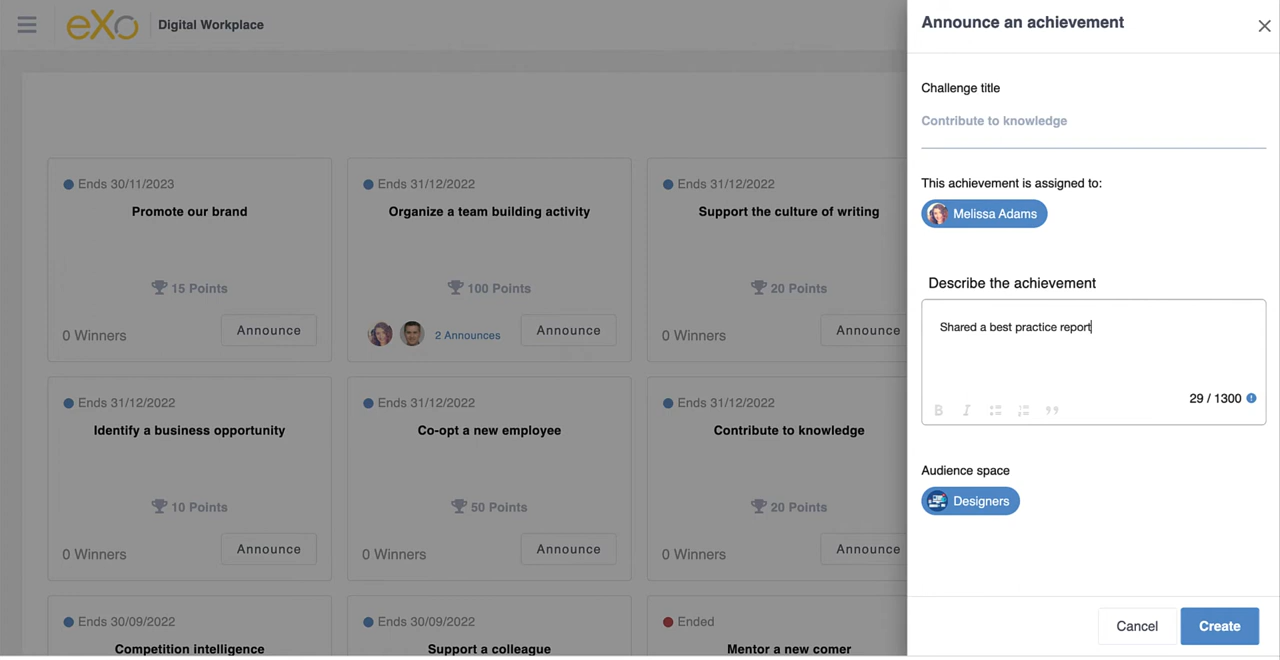 eXo
Digital Workplace
Ends 30/11/2023
Promote our brand
15 Points
0 Winners
Announce
Ends 31/12/2022
Organize a team building activity
100 Points
2 Announces
Announce
Ends 31/12/2022
Support the culture of writing
20 Points
0 Winners
Announce
Ends 31/12/2022
Identify a business opportunity
10 Points
0 Winners
Announce
Ends 31/12/2022
Co-opt a new employee
50 Points
0 Winners
Announce
Ends 31/12/2022
Contribute to knowledge
20 Points
0 Winners
Announce
Ends 30/09/2022
Competition intelligence
Ends 30/09/2022
Support a colleague
Ended
Mentor a new comer
Announce an achievement
Challenge title
Contribute to knowledge
This achievement is assigned to:
Melissa Adams
Describe the achievement
Shared a best practice report
29 / 1300
B I
Audience space
Designers
Cancel
Create